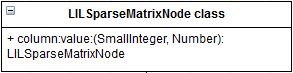 LILSparseMatrixNode class
+ column:value:(SmallInteger, Number):
LILSparseMatrixNode